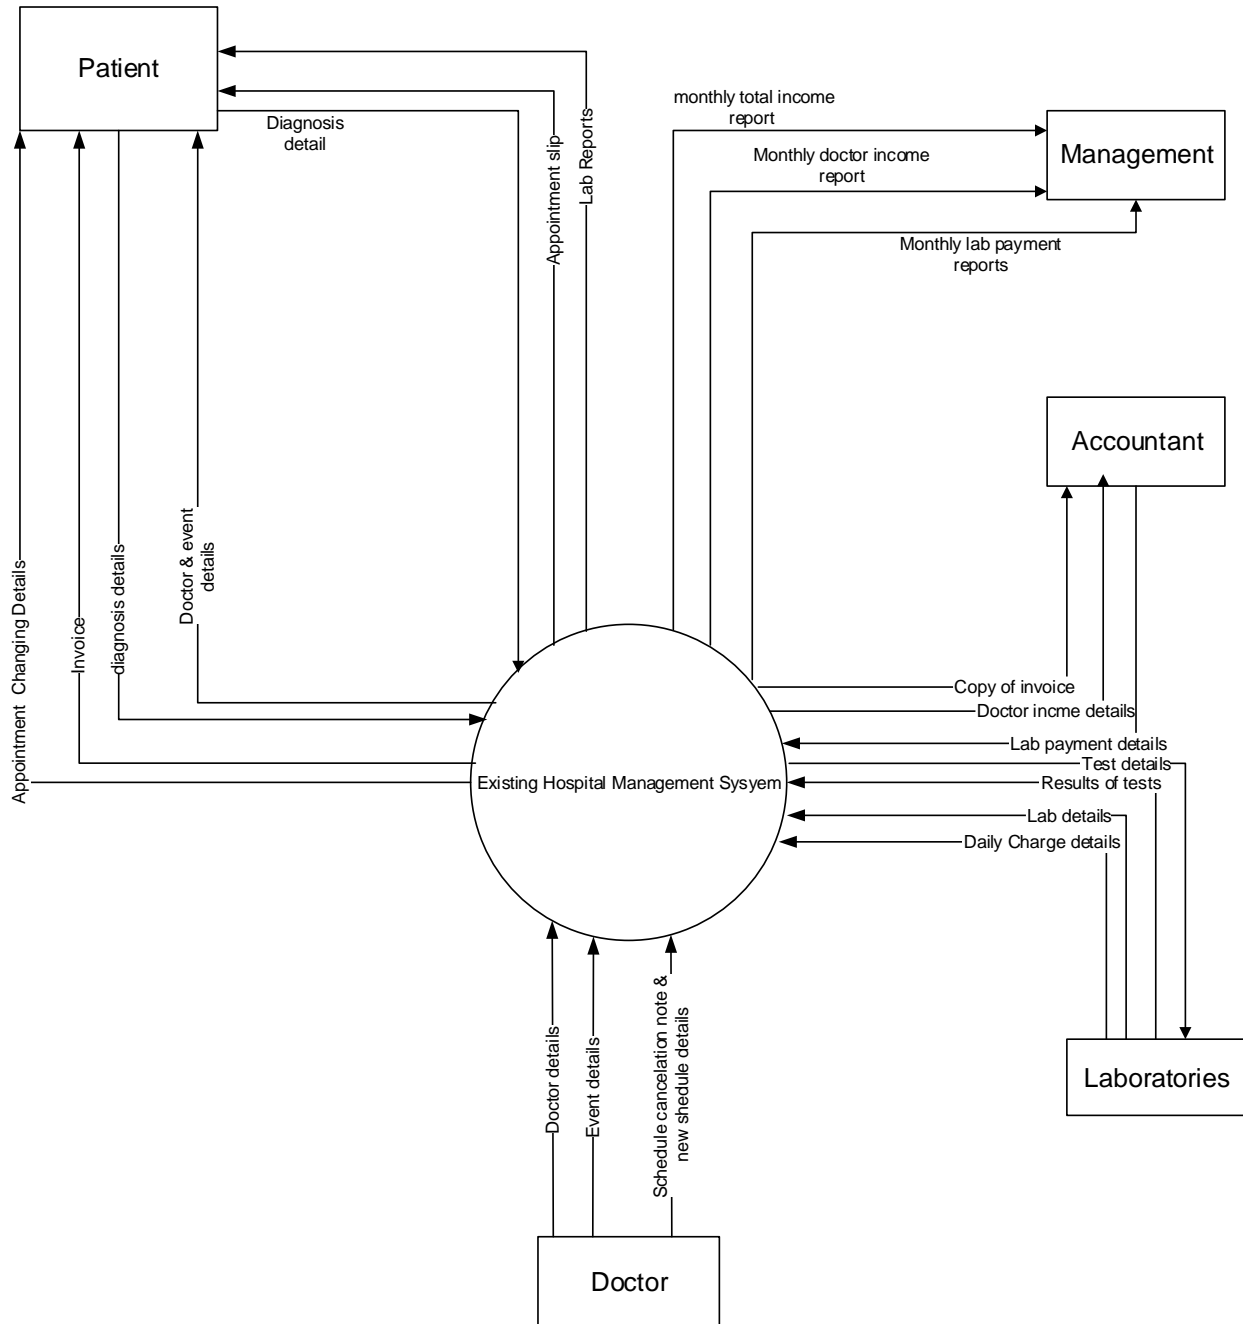 Patient
Diagnosis
detail
Appointment slip
Lab Reports
monthly total income
report
Monthly doctor income
report
Monthly lab payment
reports
Management
Accountant
Appointment  Changing Details
Invoice
diagnosis details
Doctor & event
details
Copy of invoice
Doctor incme details
Lab payment details
Test details
Results of tests
Lab details
Daily Charge details
Existing Hospital Management Sysyem
Doctor details
Event details
Schedule cancelation note &
new shedule details
Laboratories
Doctor